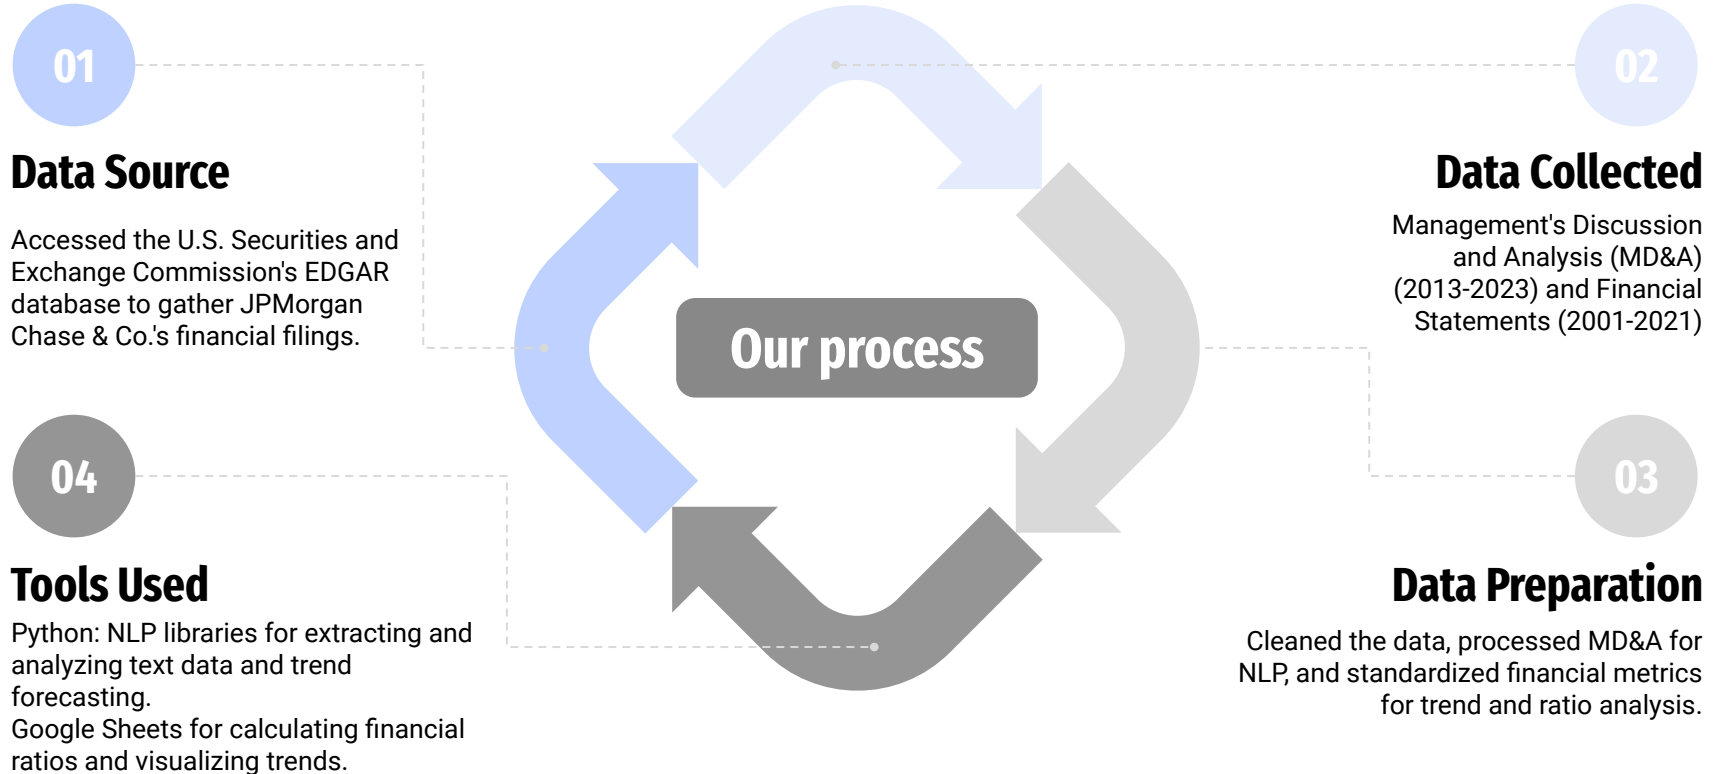 01
Data Source
Accessed the U.S. Securities and
Exchange Commission's EDGAR
database to gather JPMorgan
Chase & Co.'s financial filings.
02
Data Collected
Management's Discussion
and Analysis (MD&A)
(2013-2023) and Financial
Statements (2001-2021)
Our process
04
Tools Used
Python: NLP libraries for extracting and
analyzing text data and trend
forecasting.
Google Sheets for calculating financial
ratios and visualizing trends.
03
Data Preparation
Cleaned the data, processed MD&A for
NLP, and standardized financial metrics
for trend and ratio analysis.